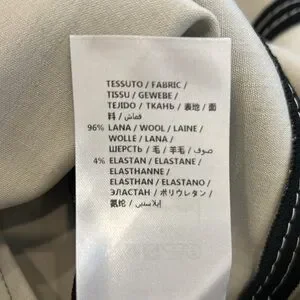 TESSUTO / FABRIC /
TISSU / GEWEBE /
TEJIDO / ТКАНЬ / 表地 / 面
料 / قماش /
96% LANA / WOOL / LAINE /
WOLLE / LANA /
ШЕРСТЬ / 毛 / 羊毛 / صوف /
4% ELASTAN / ELASTANE /
ELASTHANNE /
ELASTHAN / ELASTANO /
ЭЛАСТАН / ポリウレタン /
氨纶 / إيلاستين /